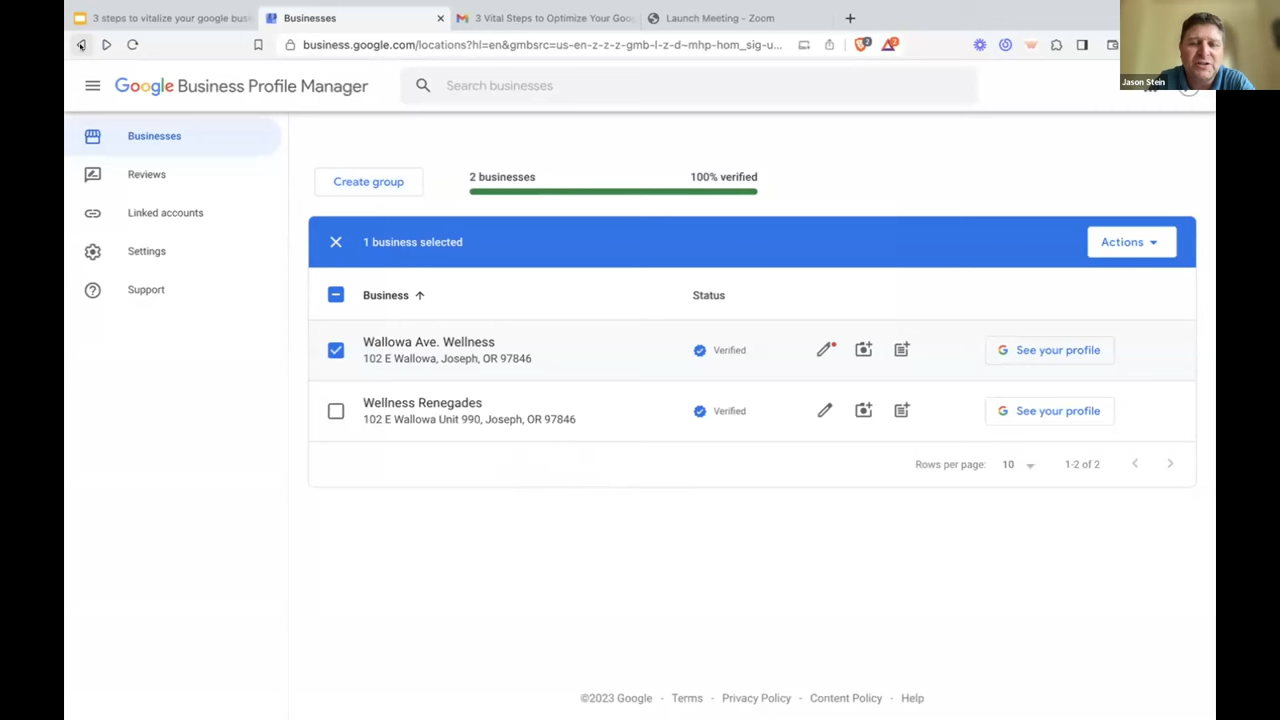 3 steps to vitalize your google busi
Businesses
3 Vital Steps to Optimize Your Goo
Launch Meeting - Zoom
business.google.com/locations?hl=en&gmbsrc=us-en-z-z-z-gmb-l-z-d~mhp-hom_sig-u...
2
2
Jason Stein
Google Business Profile Manager
Search businesses
Businesses
Reviews
Linked accounts
Settings
Support
Create group
2 businesses
100% verified
1 business selected
Actions
Business
Status
Wallowa Ave. Wellness
102 E Wallowa, Joseph, OR 97846
Verified
See your profile
Wellness Renegades
102 E Wallowa Unit 990, Joseph, OR 97846
Verified
See your profile
Rows per page: 10 1-2 of 2
©2023 Google - Terms - Privacy Policy - Content Policy - Help